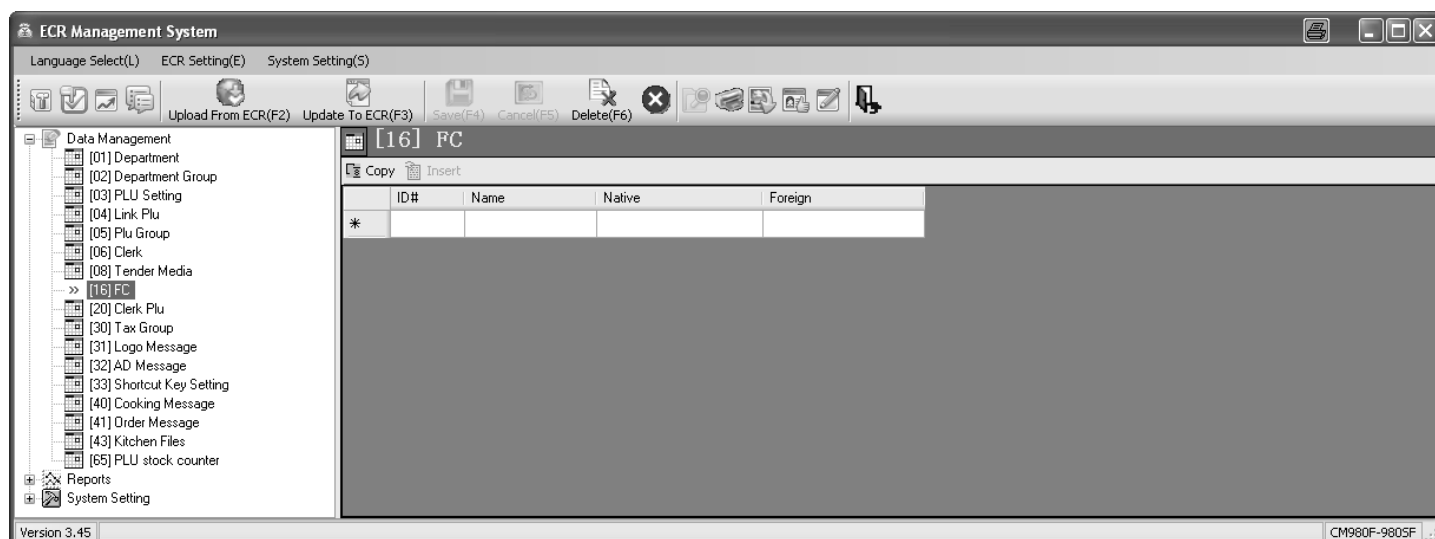 ECR Management System
Language Select(L) ECR Setting(E) System Setting(S)
Upload From ECR(F2) Update To ECR(F3) Save(F4) Cancel(F5) Delete(F6)
Data Management
[01] Department
[02] Department Group
[03] PLU Setting
[04] Link Plu
[05] Plu Group
[06] Clerk
[08] Tender Media
[16] FC
[20] Clerk Plu
[30] Tax Group
[31] Logo Message
[32] AD Message
[33] Shortcut Key Setting
[40] Cooking Message
[41] Order Message
[43] Kitchen Files
[65] PLU stock counter
Reports
System Setting
[16] FC
Copy Insert
ID# Name Native Foreign
Version 3.45 CM980F-980SF